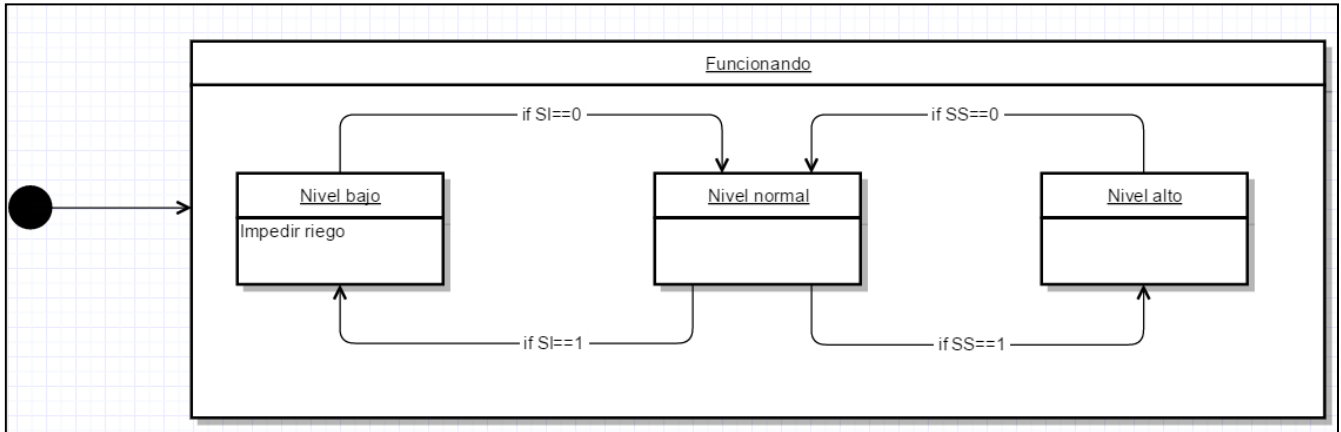 Funcionando
if SI==0
if SS==0
Nivel bajo
Nivel normal
Nivel alto
Impedir riego
if SI==1
if SS==1